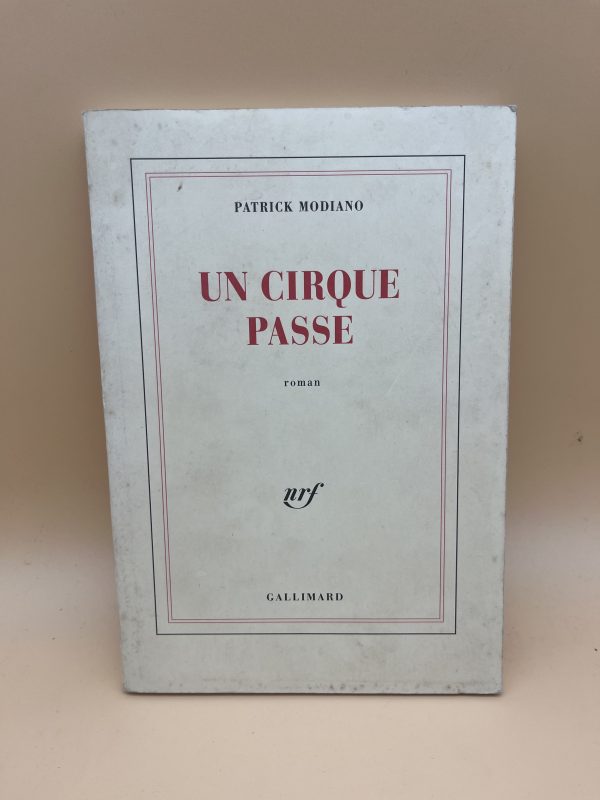 PATRICK MODIANO
UN CIRQUE
PASSE
roman
nrf
GALLIMARD